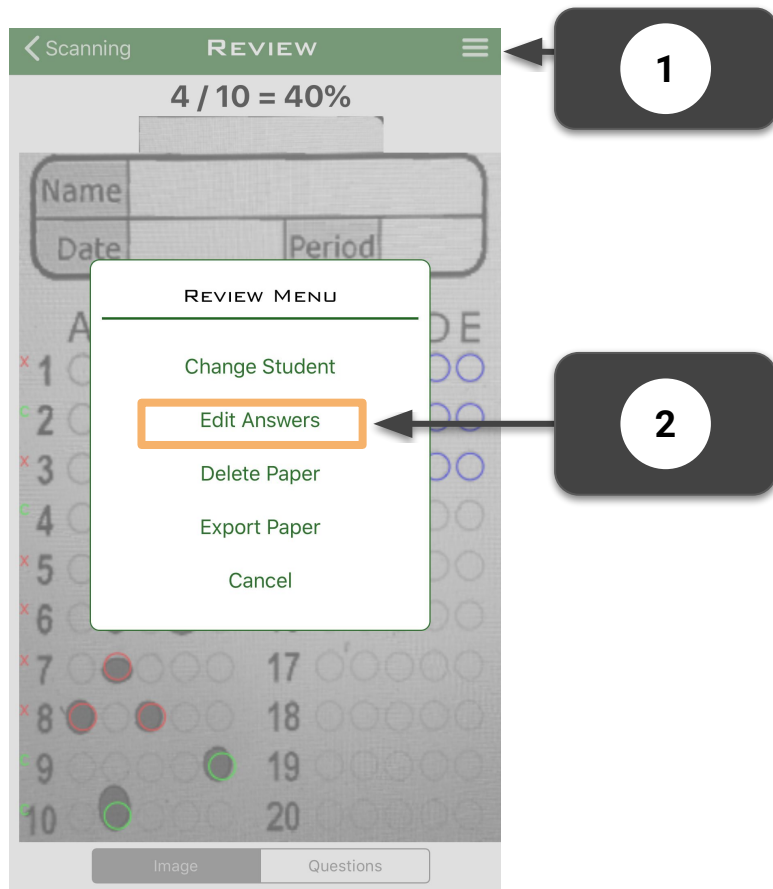 Scanning REVIEW
1
4 / 10 = 40%
Name
Date Period
REVIEW MENU
A D E
Change Student
x 1
Edit Answers
c 2
2
Delete Paper
x 3
Export Paper
c 4
Cancel
x 5
x 6
x 7 17
x 8 18
c 9 19
c 10 20
Image Questions